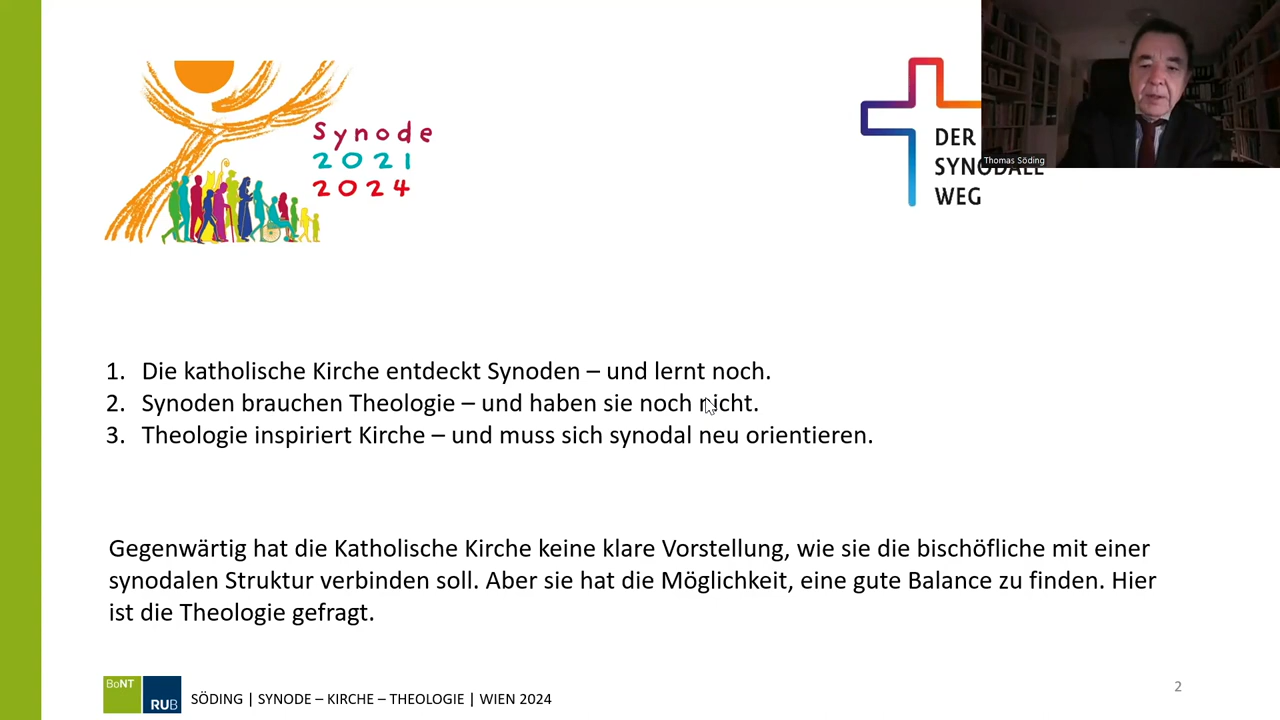 Synode
2021
2024
DER
SYNODALE
WEG
Thomas Söding
1. Die katholische Kirche entdeckt Synoden – und lernt noch.
2. Synoden brauchen Theologie – und haben sie noch nicht.
3. Theologie inspiriert Kirche – und muss sich synodal neu orientieren.
Gegenwärtig hat die Katholische Kirche keine klare Vorstellung, wie sie die bischöfliche mit einer
synodalen Struktur verbinden soll. Aber sie hat die Möglichkeit, eine gute Balance zu finden. Hier
ist die Theologie gefragt.
BoNT
RUB
SÖDING | SYNODE – KIRCHE – THEOLOGIE | WIEN 2024
2